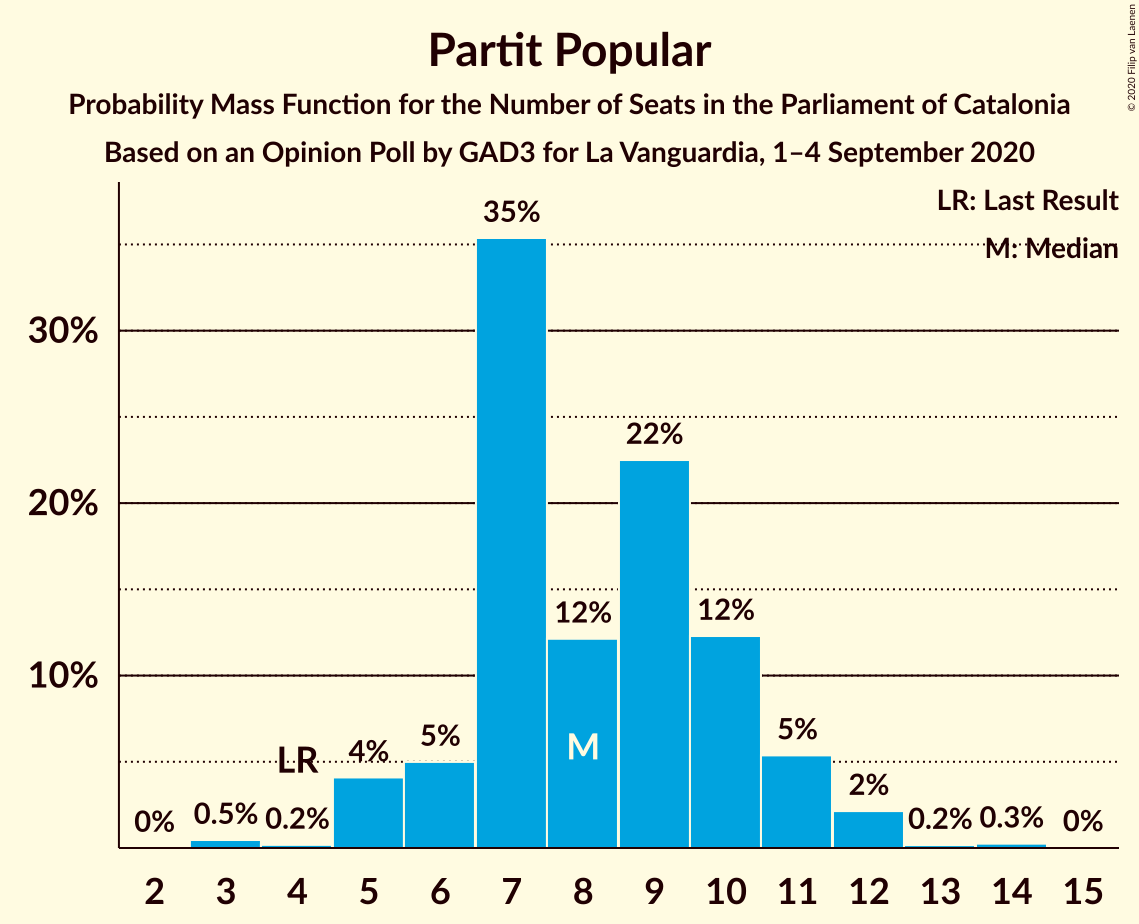 Partit Popular
Probability Mass Function for the Number of Seats in the Parliament of Catalonia
Based on an Opinion Poll by GAD3 for La Vanguardia, 1–4 September 2020
© 2020 Filip van Laenen
LR: Last Result
M: Median
30%
20%
10%
0%
0.5%
0.2%
LR
4%
5%
35%
12%
M
22%
12%
5%
2%
0.2%
0.3%
0%
2 3 4 5 6 7 8 9 10 11 12 13 14 15